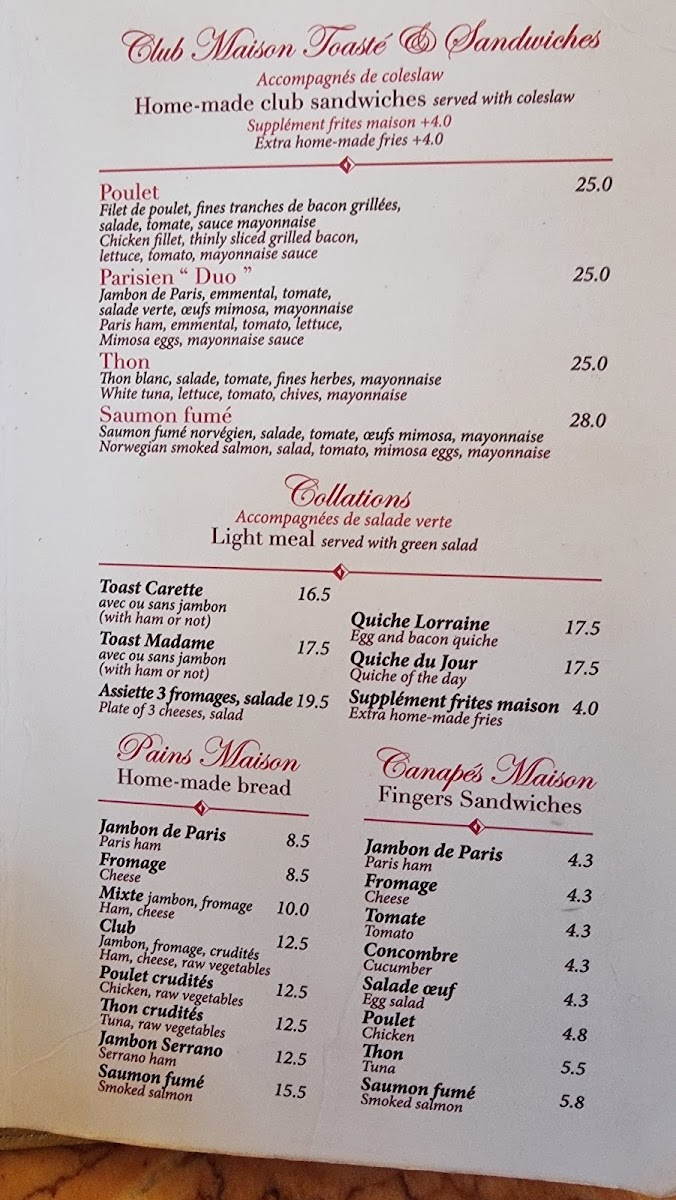 Club Maison Toasté & Sandwiches
Accompagnés de coleslaw
Home-made club sandwiches served with coleslaw
Supplément frites maison +4.0
Extra home-made fries +4.0
Poulet 25.0
Filet de poulet, fines tranches de bacon grillées,
salade, tomate, sauce mayonnaise
Chicken fillet, thinly sliced grilled bacon,
lettuce, tomato, mayonnaise sauce
Parisien “ Duo ” 25.0
Jambon de Paris, emmental, tomate,
salade verte, œufs mimosa, mayonnaise
Paris ham, emmental, tomato, lettuce,
Mimosa eggs, mayonnaise sauce
Thon 25.0
Thon blanc, salade, tomate, fines herbes, mayonnaise
White tuna, lettuce, tomato, chives, mayonnaise
Saumon fumé 28.0
Saumon fumé norvégien, salade, tomate, œufs mimosa, mayonnaise
Norwegian smoked salmon, salad, tomato, mimosa eggs, mayonnaise
Collations
Accompagnées de salade verte
Light meal served with green salad
Toast Carette 16.5
avec ou sans jambon
(with ham or not)
Toast Madame 17.5
avec ou sans jambon
(with ham or not)
Assiette 3 fromages, salade 19.5
Plate of 3 cheeses, salad
Quiche Lorraine 17.5
Egg and bacon quiche
Quiche du Jour 17.5
Quiche of the day
Supplément frites maison 4.0
Extra home-made fries
Pains Maison
Home-made bread
Jambon de Paris 8.5
Paris ham
Fromage 8.5
Cheese
Mixte jambon, fromage 10.0
Ham, cheese
Club 12.5
Jambon, fromage, crudités
Ham, cheese, raw vegetables
Poulet crudités 12.5
Chicken, raw vegetables
Thon crudités 12.5
Tuna, raw vegetables
Jambon Serrano 12.5
Serrano ham
Saumon fumé 15.5
Smoked salmon
Canapés Maison
Fingers Sandwiches
Jambon de Paris 4.3
Paris ham
Fromage 4.3
Cheese
Tomate 4.3
Tomato
Concombre 4.3
Cucumber
Salade œuf 4.3
Egg salad
Poulet 4.8
Chicken
Thon 5.5
Tuna
Saumon fumé 5.8
Smoked salmon